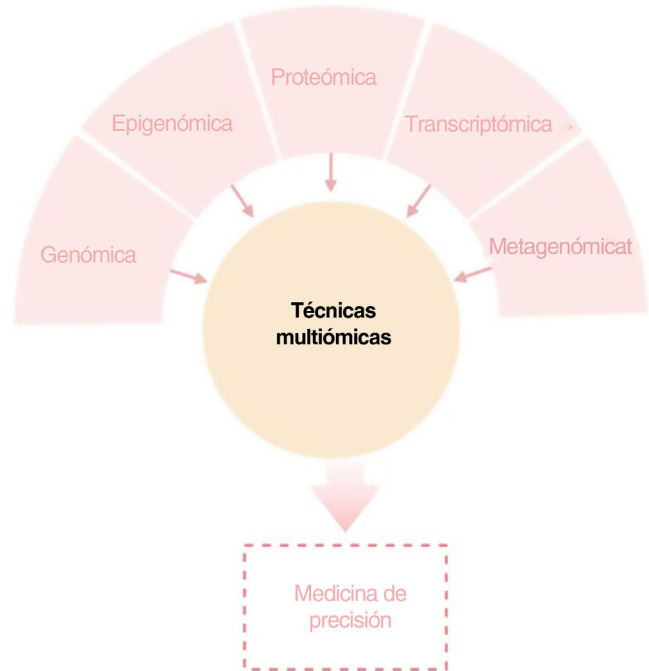 Proteómica
Epigenómica
Transcriptómica
Genómica
Metagenómicat
Técnicas
multiómicas
Medicina de
precisión